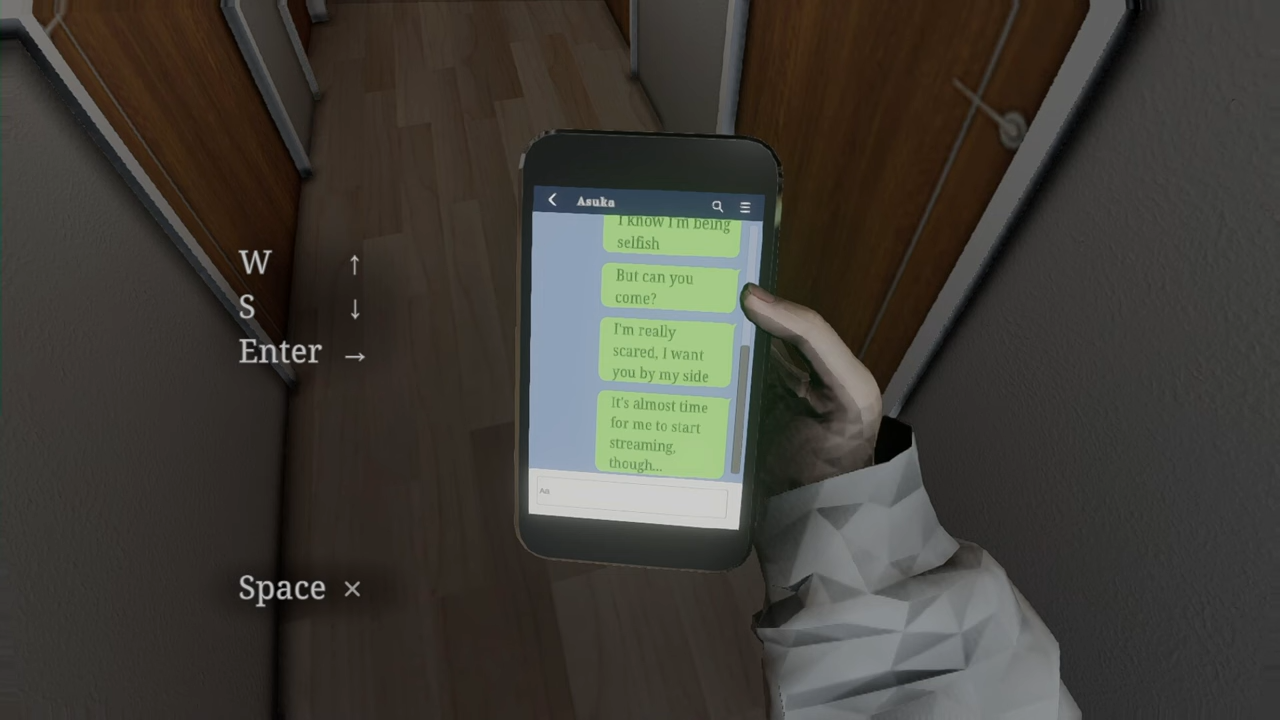 Asuka
I know I'm being
selfish
But can you
come?
I'm really
scared, I want
you by my side
It's almost time
for me to start
streaming,
though...
Aa
W ↑
S ↓
Enter →
Space ×